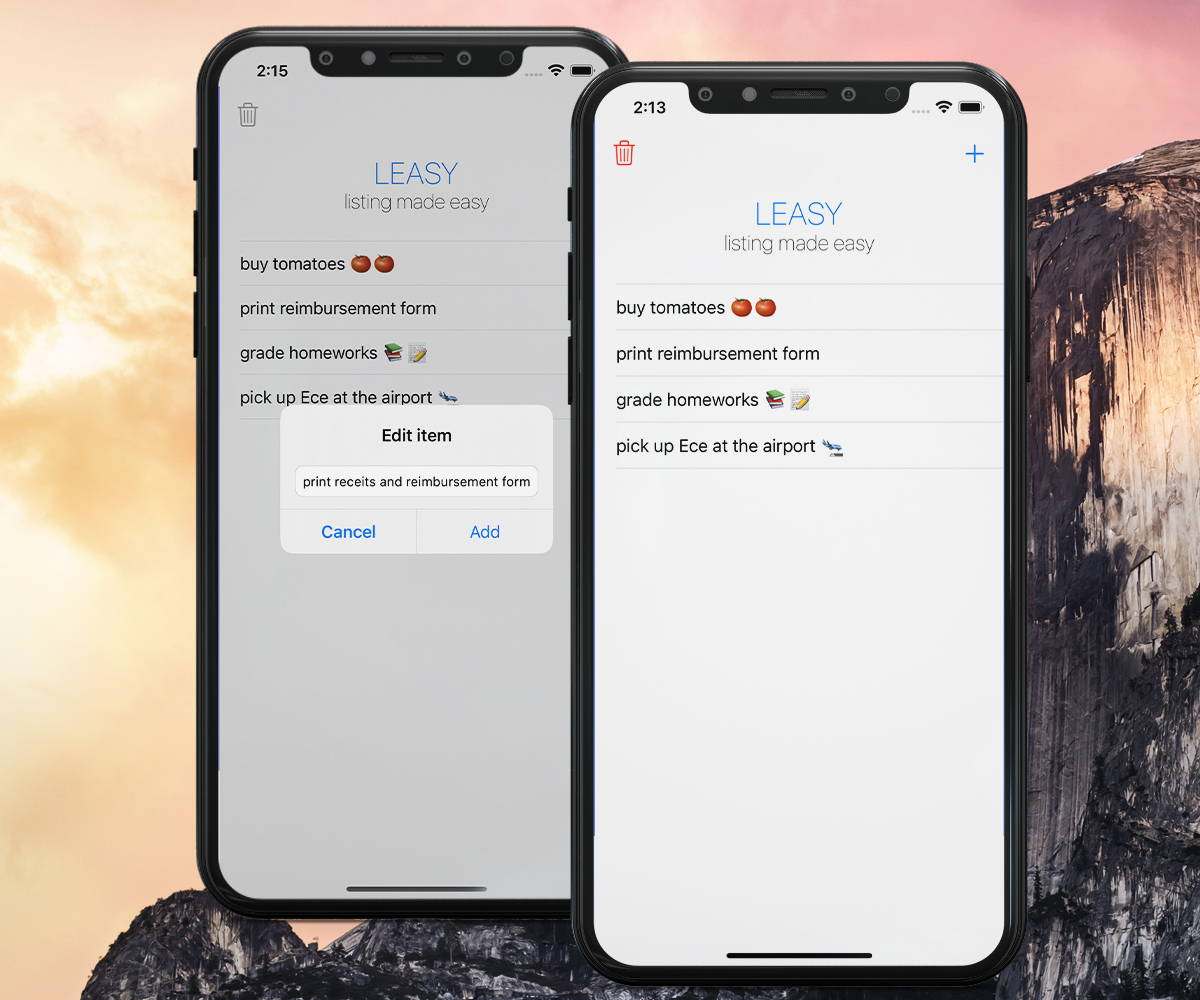 2:15
LEASY
listing made easy
buy tomatoes 🍅🍅
print reimbursement form
grade homeworks 📚📝
pick up Ece at the airport 🛬
Edit item
print receits and reimbursement form
Cancel
Add
2:13
LEASY
listing made easy
buy tomatoes 🍅🍅
print reimbursement form
grade homeworks 📚📝
pick up Ece at the airport 🛬